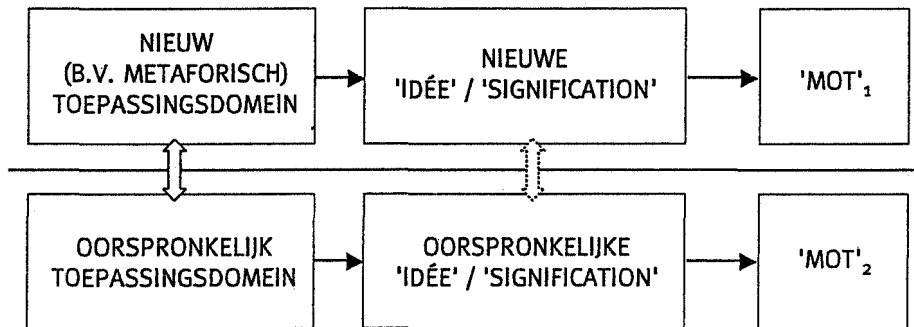 NIEUW
(B.V. METAFORISCH)
TOEPASSINGSDOMEIN
NIEUWE
'IDÉE' / 'SIGNIFICATION'
'MOT'₁
OORSPRONKELIJK
TOEPASSINGSDOMEIN
OORSPRONKELIJKE
'IDÉE' / 'SIGNIFICATION'
'MOT'₂